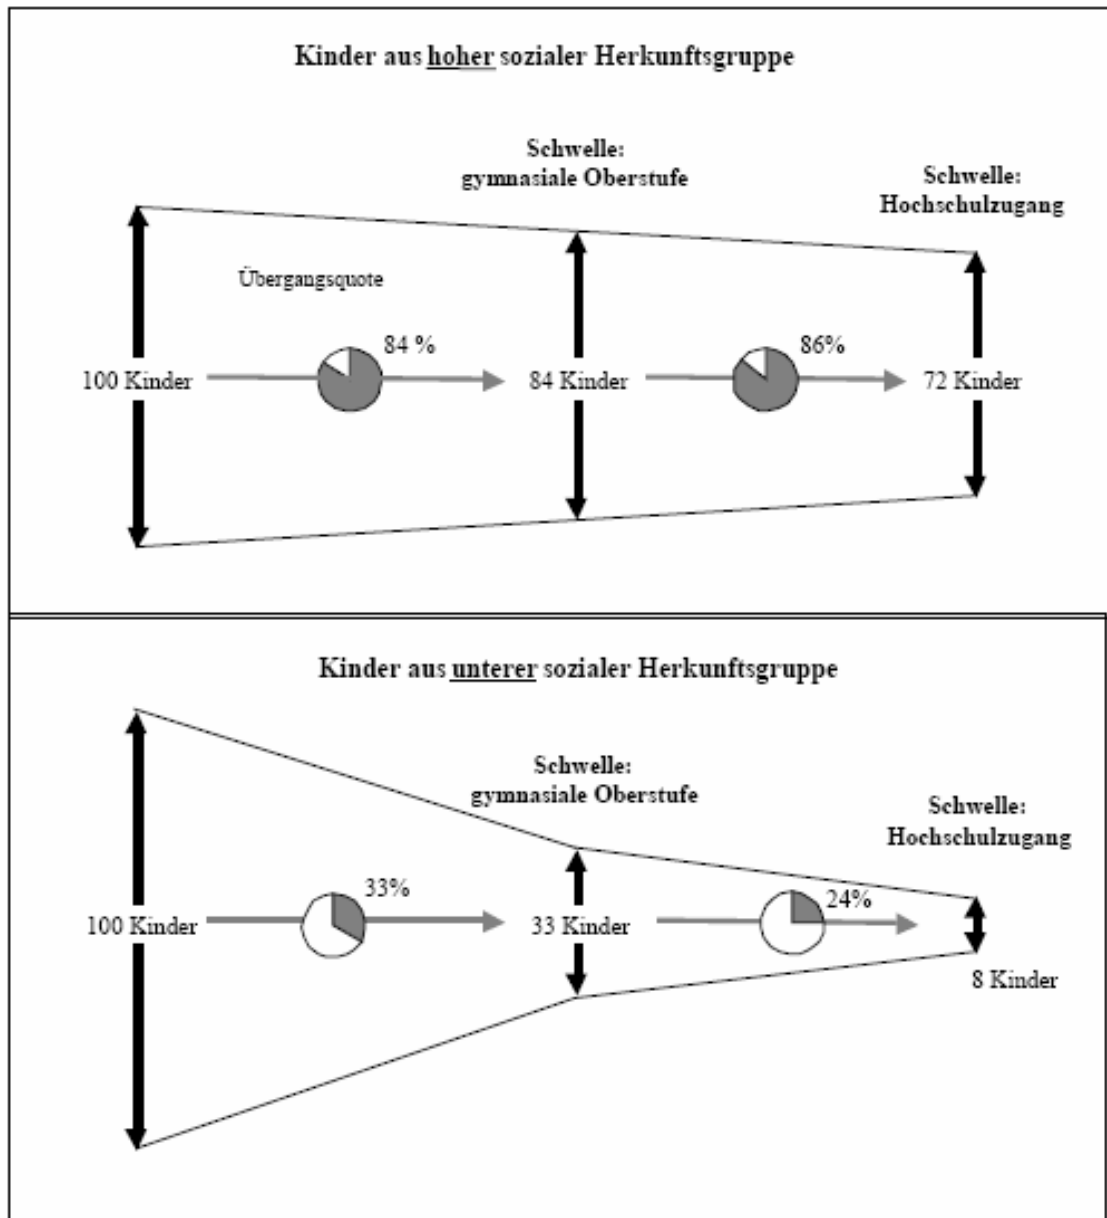 Kinder aus hoher sozialer Herkunftsgruppe
Schwelle:
gymnasiale Oberstufe
Schwelle:
Hochschulzugang
Übergangsquote
84 %
86%
100 Kinder
84 Kinder
72 Kinder
Kinder aus unterer sozialer Herkunftsgruppe
Schwelle:
gymnasiale Oberstufe
Schwelle:
Hochschulzugang
33%
24%
100 Kinder
33 Kinder
8 Kinder